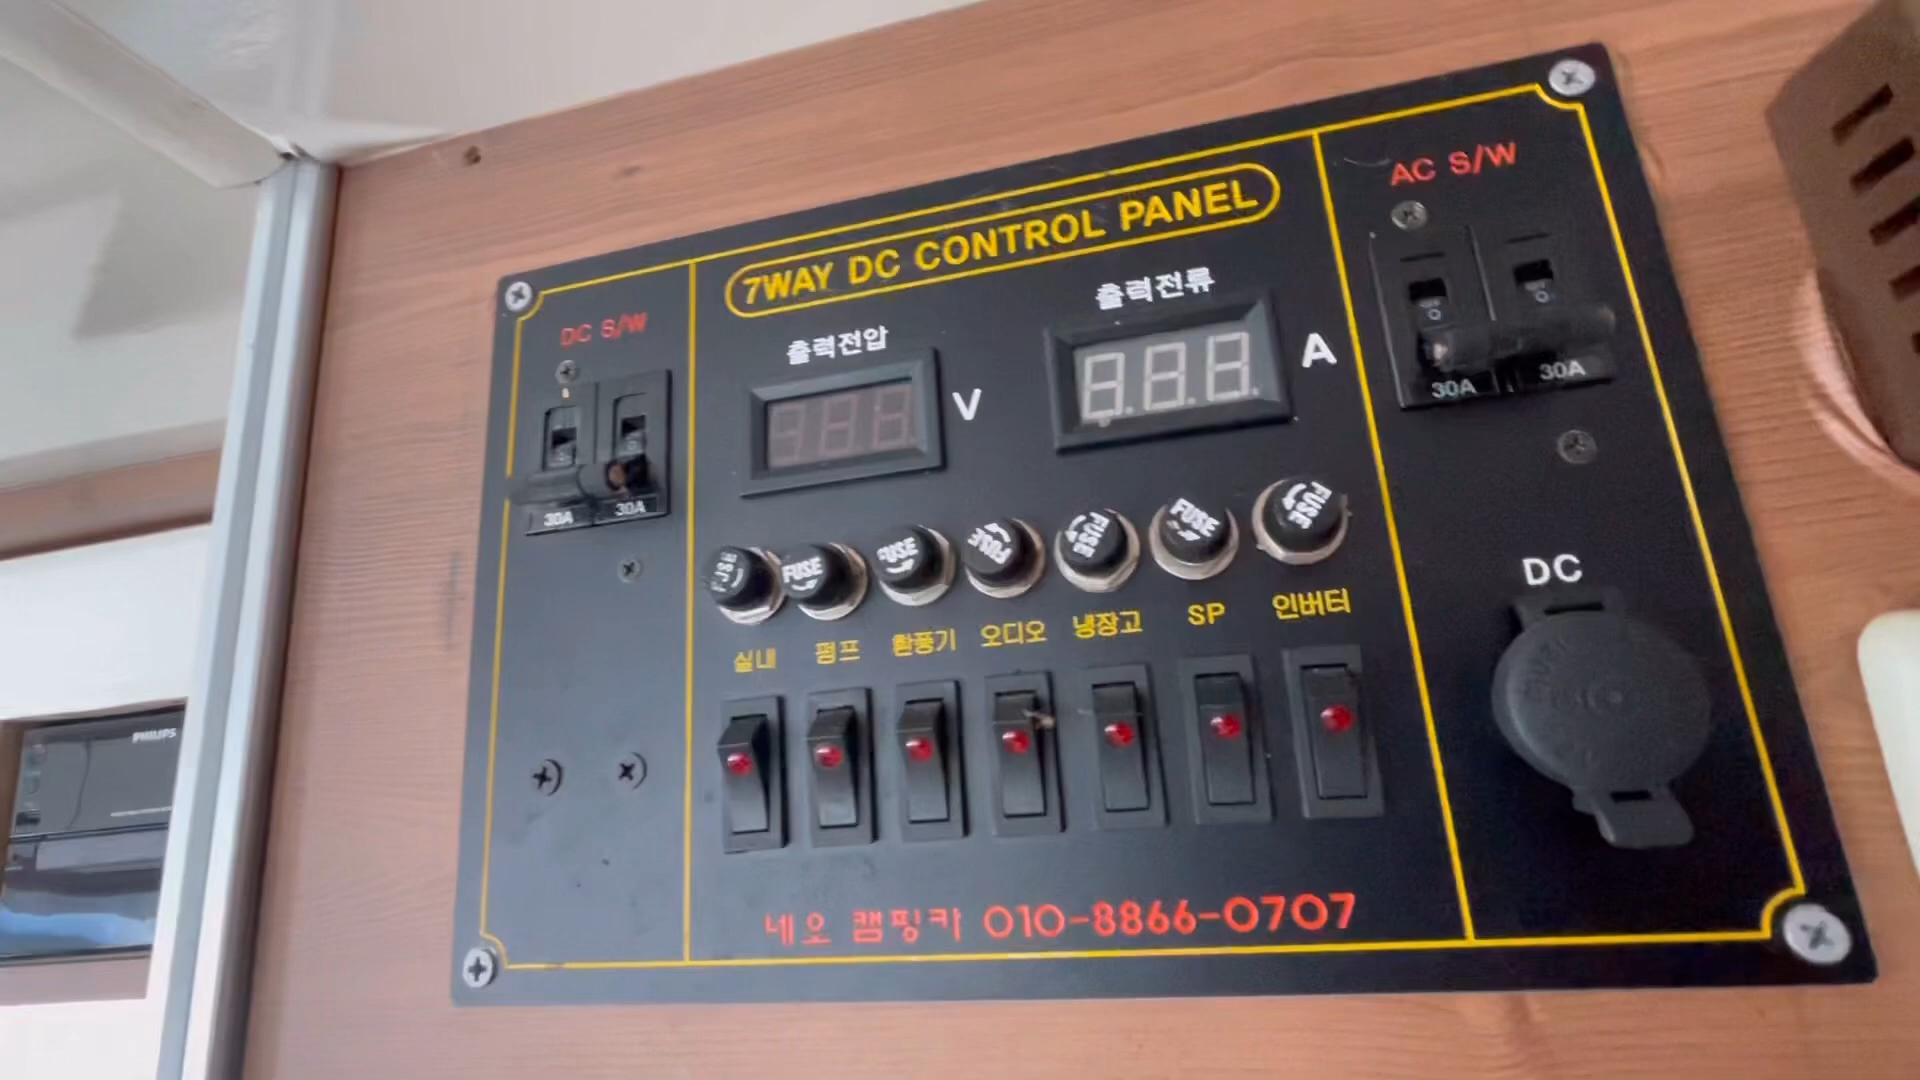 7WAY DC CONTROL PANEL
DC S/W
AC S/W
출력전압
출력전류
V
A
30A
30A
30A
30A
FUSE
FUSE
FUSE
FUSE
FUSE
FUSE
FUSE
DC
실내
펌프
환풍기
오디오
냉장고
SP
인버터
PHILIPS
네오 캠핑카 010-8866-0707